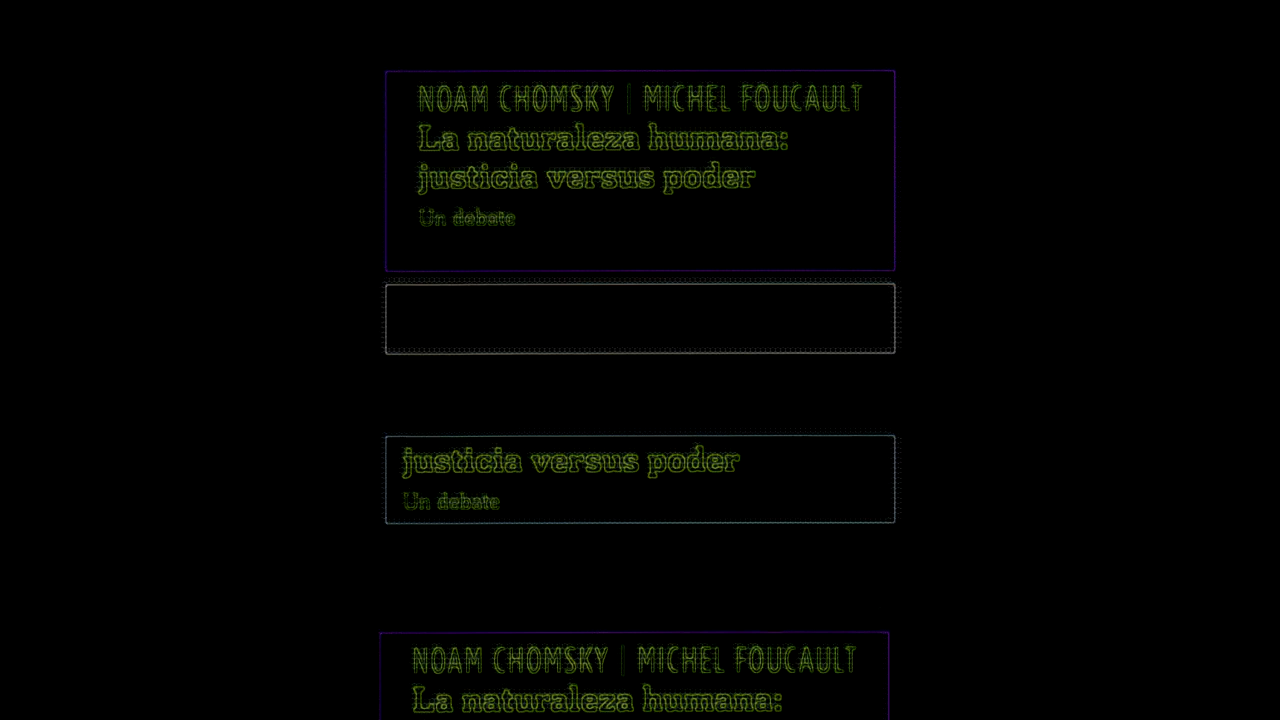 NOAM CHOMSKY | MICHEL FOUCAULT
La naturaleza humana:
justicia versus poder
Un debate
justicia versus poder
Un debate
NOAM CHOMSKY | MICHEL FOUCAULT
La naturaleza humana: